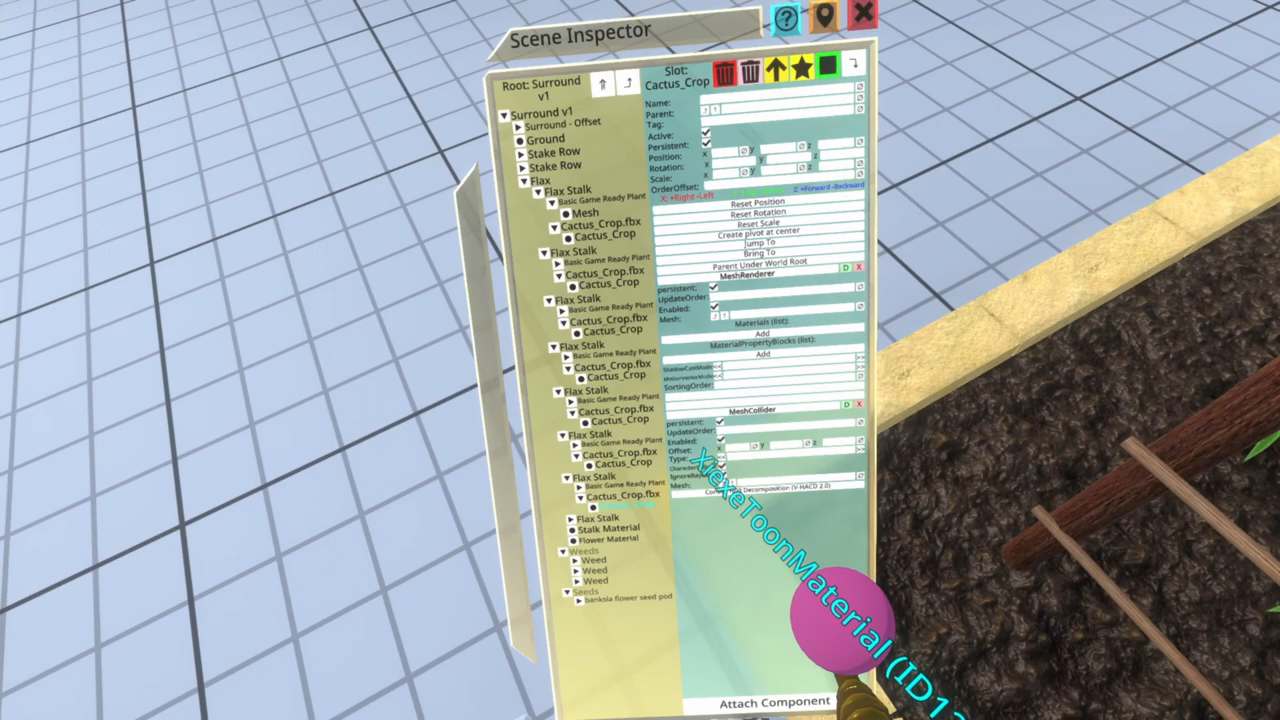 Scene Inspector
Root: Surround v1
Surround v1
Surround - Offset
Ground
Stake Row
Stake Row
Flax
Flax Stalk
Basic Game Ready Plant
Mesh
Cactus_Crop.fbx
Cactus_Crop
Flax Stalk
Basic Game Ready Plant
Cactus_Crop.fbx
Cactus_Crop
Flax Stalk
Basic Game Ready Plant
Cactus_Crop.fbx
Cactus_Crop
Flax Stalk
Basic Game Ready Plant
Cactus_Crop.fbx
Cactus_Crop
Flax Stalk
Basic Game Ready Plant
Cactus_Crop.fbx
Cactus_Crop
Flax Stalk
Basic Game Ready Plant
Cactus_Crop.fbx
Cactus_Crop
Flax Stalk
Basic Game Ready Plant
Cactus_Crop.fbx
Cactus_Crop
Flax Stalk
Stalk Material
Flower Material
Weeds
Weed
Weed
Weed
Seeds
banksia flower seed pod
Slot:
Cactus_Crop
Name:
Parent:
Tag:
Active:
Persistent:
Position: x y z
Rotation: x y z
Scale: x y z
OrderOffset:
X: +Right -Left Z: +Forward -Backward
Reset Position
Reset Rotation
Reset Scale
Create pivot at center
Jump To
Bring To
Parent Under World Root
MeshRenderer D X
persistent:
UpdateOrder:
Enabled:
Mesh:
Materials (list):
Add
MaterialPropertyBlocks (list):
Add
ShadowCastMode: << >>
MotionVectorMode: << >>
SortingOrder:
MeshCollider D X
persistent:
UpdateOrder:
Enabled:
Offset: x y z
Type: << >>
Mesh:
Decomposition (V-HACD 2.0)
Attach Component
XiexeToonMaterial (ID12